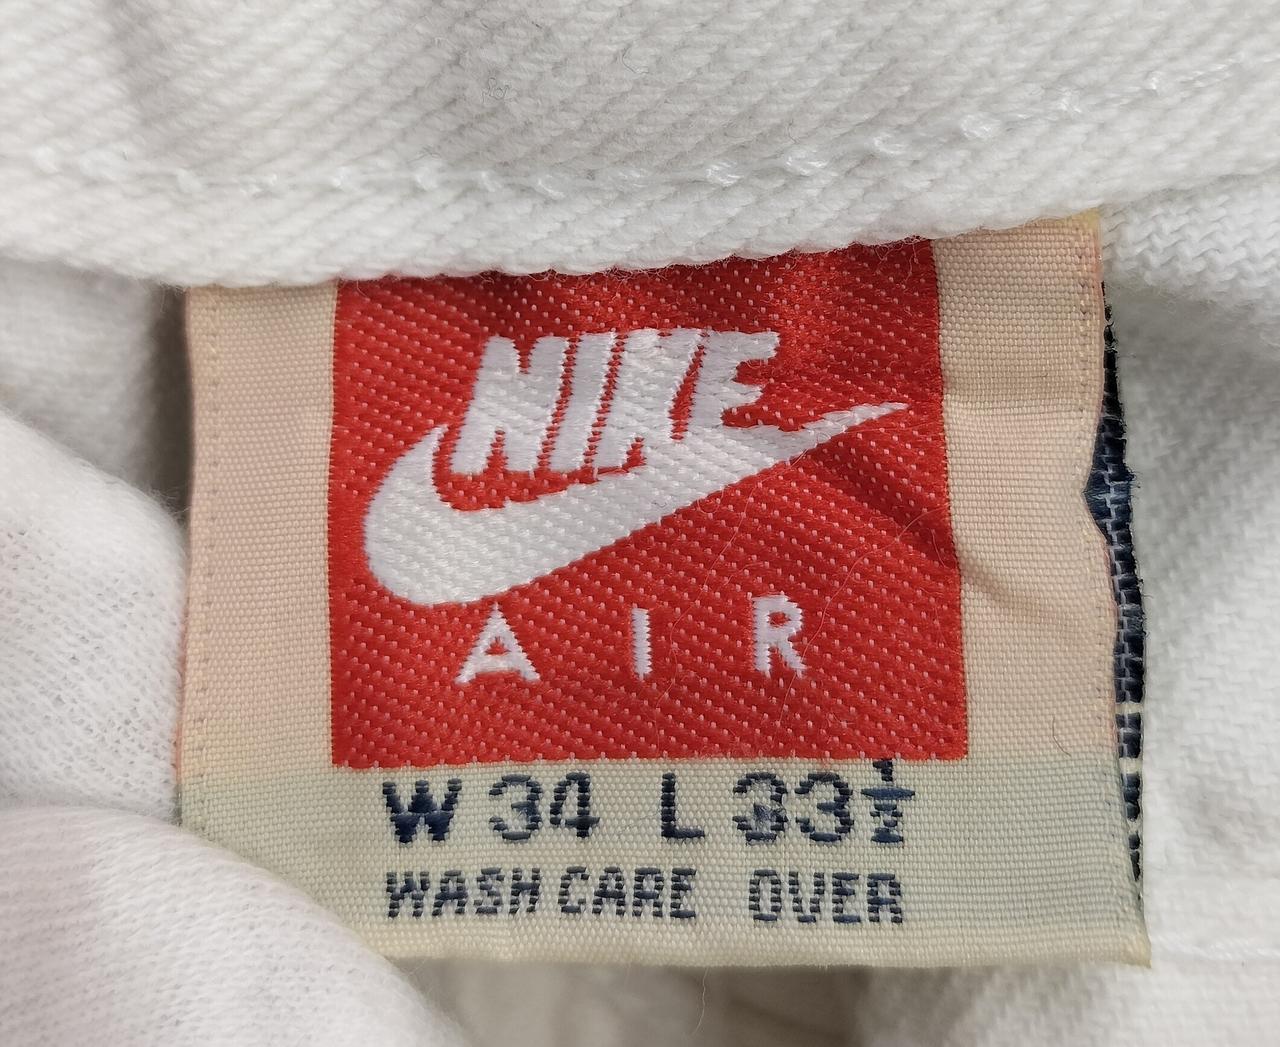 NIKE
AIR
W 34 L 33½
WASH CARE OVER